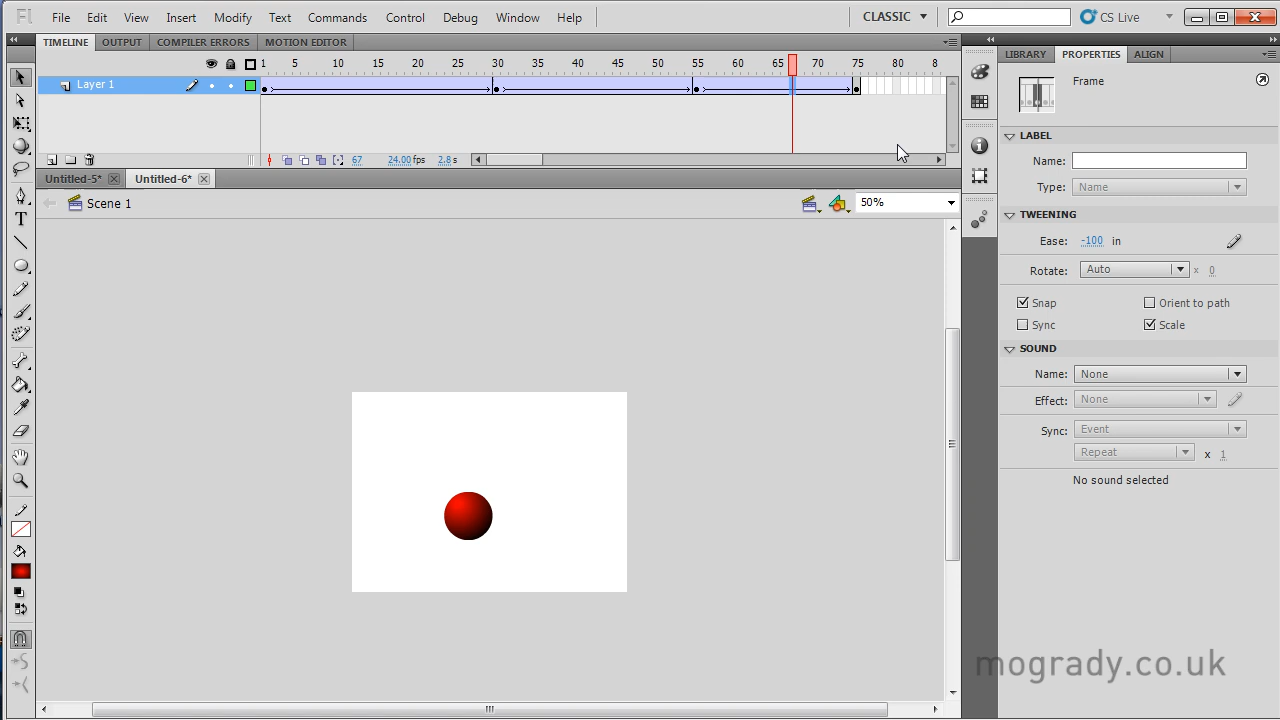 Fl File Edit View Insert Modify Text Commands Control Debug Window Help CLASSIC CS Live
TIMELINE OUTPUT COMPILER ERRORS MOTION EDITOR
1 10 15 20 25 30 35 40 45 50 55 60 65 70 75 80 8
Layer 1
67 24.00 fps 2.8 s
Untitled-5* Untitled-6*
Scene 1 50%
LIBRARY PROPERTIES ALIGN
Frame
LABEL
Name:
Type: Name
TWEENING
Ease: -100 in
Rotate: Auto x 0
Snap Orient to path
Sync Scale
SOUND
Name: None
Effect: None
Sync: Event
Repeat x 1
No sound selected
mogrady.co.uk